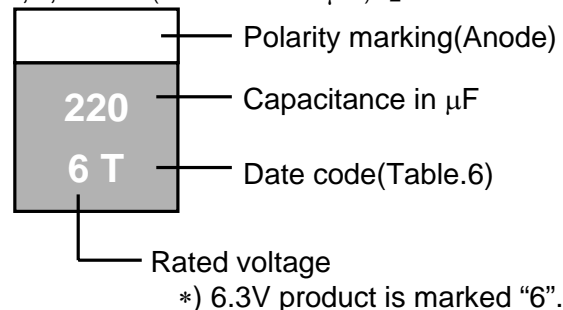 Polarity marking(Anode)
220
Capacitance in μF
6 T
Date code(Table.6)
Rated voltage
*) 6.3V product is marked “6”.